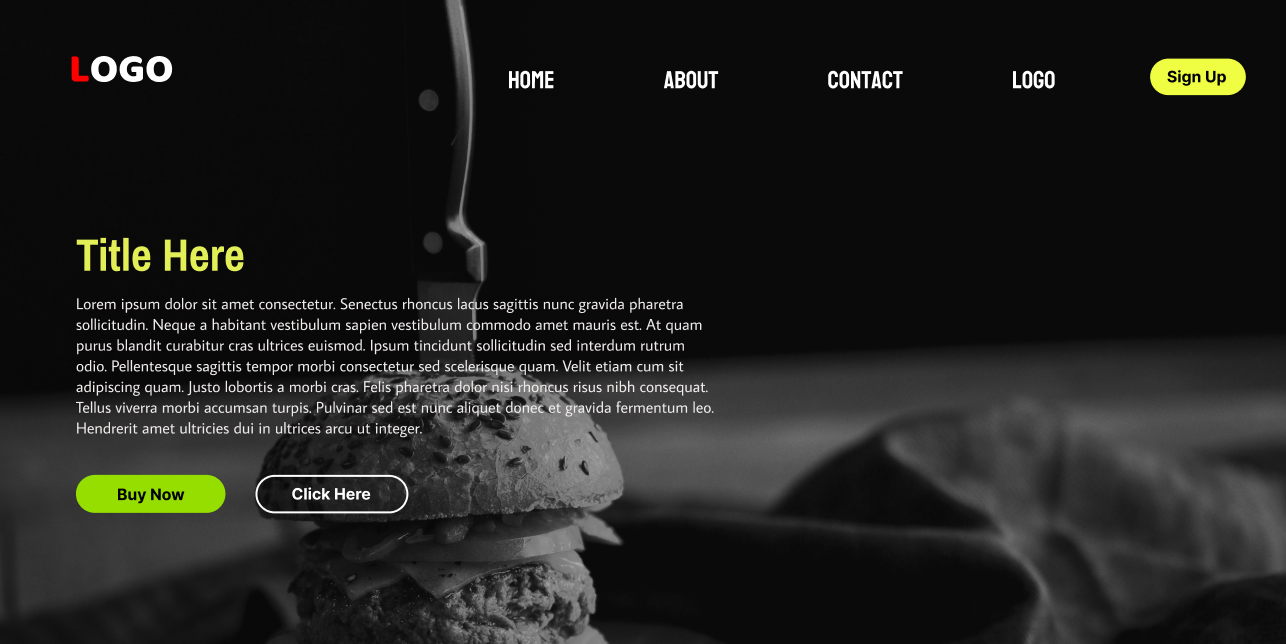 LOGO
HOME
ABOUT
CONTACT
LOGO
Sign Up
Title Here
Lorem ipsum dolor sit amet consectetur. Senectus rhoncus lacus sagittis nunc gravida pharetra
sollicitudin. Neque a habitant vestibulum sapien vestibulum commodo amet mauris est. At quam
purus blandit curabitur cras ultrices euismod. Ipsum tincidunt sollicitudin sed interdum rutrum
odio. Pellentesque sagittis tempor morbi consectetur sed scelerisque quam. Velit etiam cum sit
adipiscing quam. Justo lobortis a morbi cras. Felis pharetra dolor nisi rhoncus risus nibh consequat.
Tellus viverra morbi accumsan turpis. Pulvinar sed est nunc aliquet donec et gravida fermentum leo.
Hendrerit amet ultricies dui in ultrices arcu ut integer.
Buy Now
Click Here